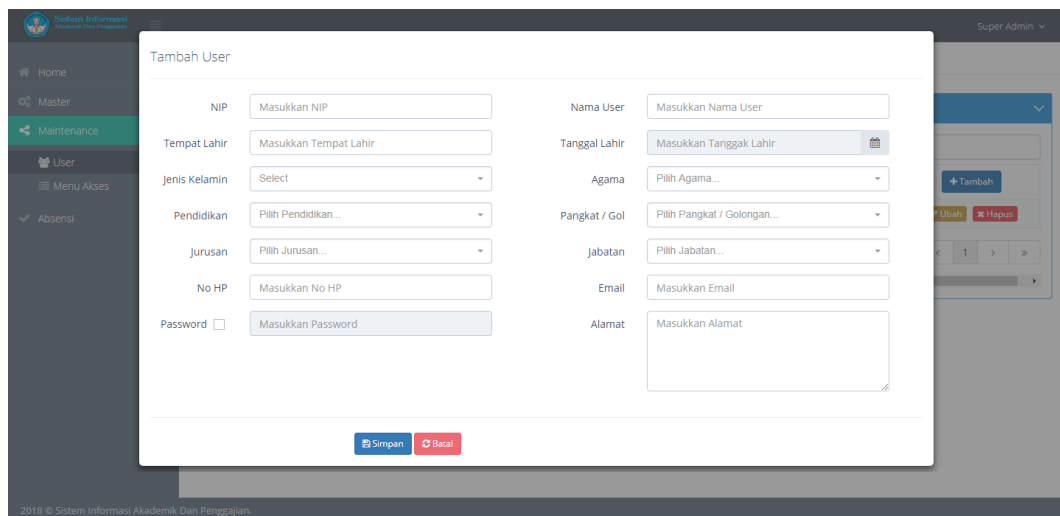 Sistem Informasi
Akademik Dan Penggajian
Super Admin
Tambah User
Home
Master
Maintenance
User
Menu Akses
Absensi
NIP Masukkan NIP Nama User Masukkan Nama User
Tempat Lahir Masukkan Tempat Lahir Tanggal Lahir Masukkan Tanggak Lahir
Jenis Kelamin Select Agama Pilih Agama...
Pendidikan Pilih Pendidikan... Pangkat / Gol Pilih Pangkat / Golongan...
Jurusan Pilih Jurusan... Jabatan Pilih Jabatan...
No HP Masukkan No HP Email Masukkan Email
Password Masukkan Password Alamat Masukkan Alamat
Simpan Batal
+Tambah
Ubah Hapus
< 1 > »
2018 © Sistem Informasi Akademik Dan Penggajian.